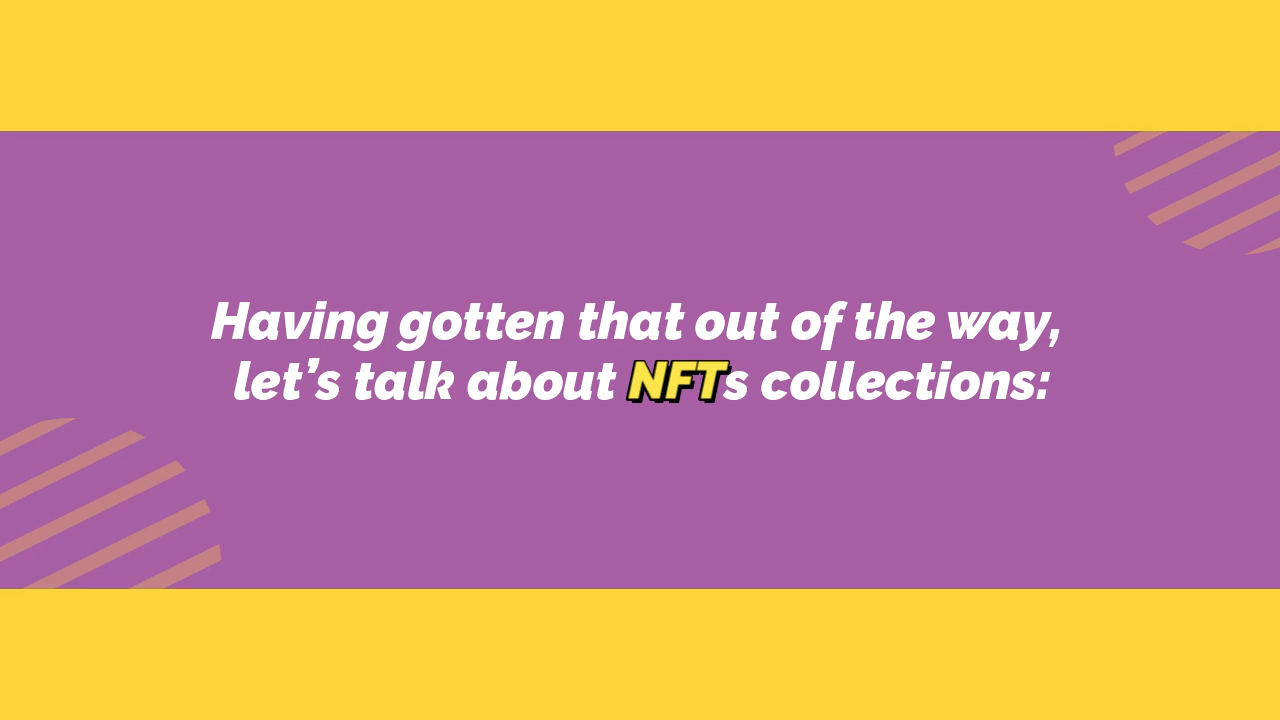 Having gotten that out of the way,
let’s talk about NFTs collections: